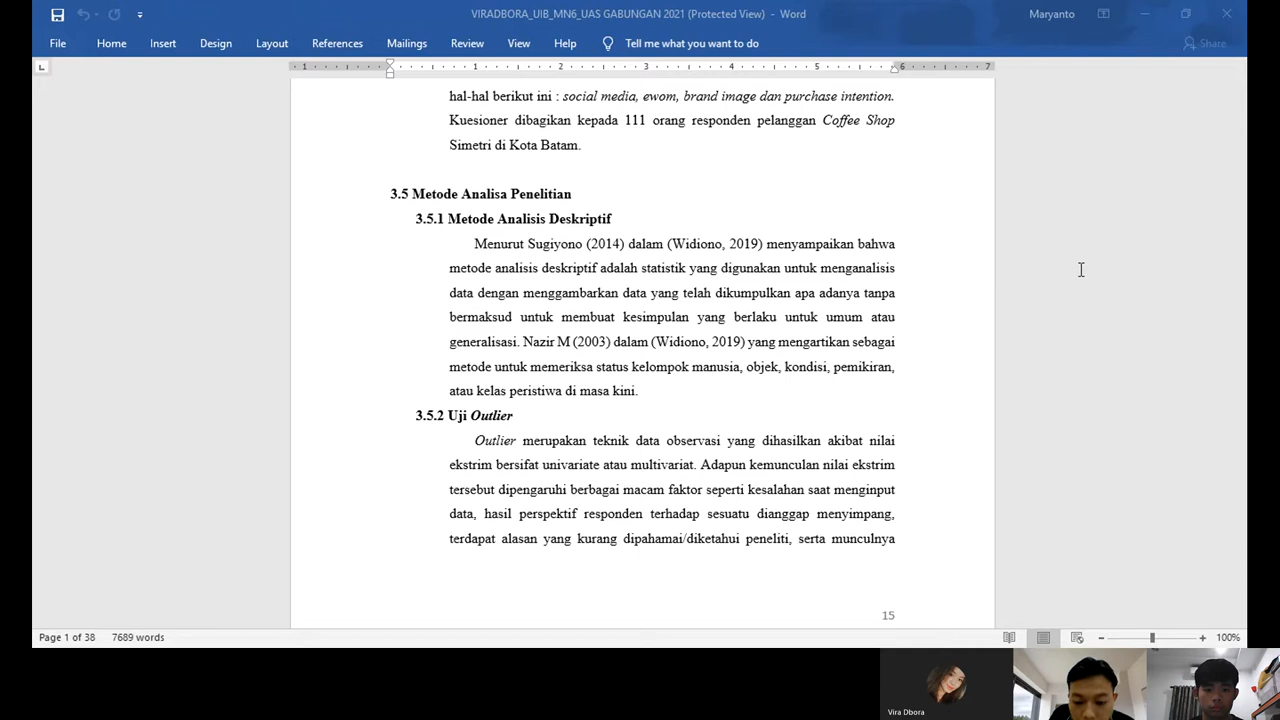 VIRADBORA_UIB_MN6_UAS GABUNGAN 2021 (Protected View) - Word
Maryanto
File Home Insert Design Layout References Mailings Review View Help Tell me what you want to do Share
1 1 2 3 4 5 6 7
hal-hal berikut ini : social media, ewom, brand image dan purchase intention.
Kuesioner dibagikan kepada 111 orang responden pelanggan Coffee Shop
Simetri di Kota Batam.
3.5 Metode Analisa Penelitian
3.5.1 Metode Analisis Deskriptif
Menurut Sugiyono (2014) dalam (Widiono, 2019) menyampaikan bahwa
metode analisis deskriptif adalah statistik yang digunakan untuk menganalisis
data dengan menggambarkan data yang telah dikumpulkan apa adanya tanpa
bermaksud untuk membuat kesimpulan yang berlaku untuk umum atau
generalisasi. Nazir M (2003) dalam (Widiono, 2019) yang mengartikan sebagai
metode untuk memeriksa status kelompok manusia, objek, kondisi, pemikiran,
atau kelas peristiwa di masa kini.
3.5.2 Uji Outlier
Outlier merupakan teknik data observasi yang dihasilkan akibat nilai
ekstrim bersifat univariate atau multivariat. Adapun kemunculan nilai ekstrim
tersebut dipengaruhi berbagai macam faktor seperti kesalahan saat menginput
data, hasil perspektif responden terhadap sesuatu dianggap menyimpang,
terdapat alasan yang kurang dipahamai/diketahui peneliti, serta munculnya
15
Page 1 of 38 7689 words
100%
Vira Dbora